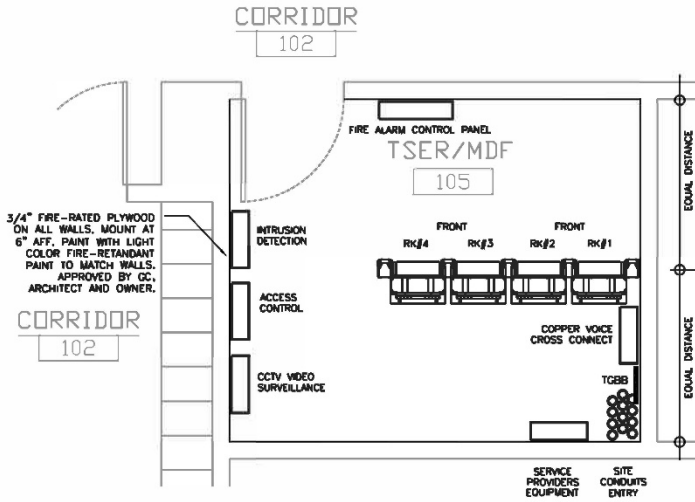 CORRIDOR
102
FIRE ALARM CONTROL PANEL
TSER/MDF
105
3/4" FIRE-RATED PLYWOOD
ON ALL WALLS. MOUNT AT
6" AFF. PAINT WITH LIGHT
COLOR FIRE-RETANDANT
PAINT TO MATCH WALLS.
APPROVED BY GC,
ARCHITECT AND OWNER.
INTRUSION
DETECTION
FRONT
FRONT
RK#4
RK#3
RK#2
RK#1
EQUAL DISTANCE
ACCESS
CONTROL
CORRIDOR
102
COPPER VOICE
CROSS CONNECT
CCTV VIDEO
SURVEILLANCE
TGBB
EQUAL DISTANCE
SERVICE
PROVIDERS
EQUIPMENT
SITE
CONDUITS
ENTRY